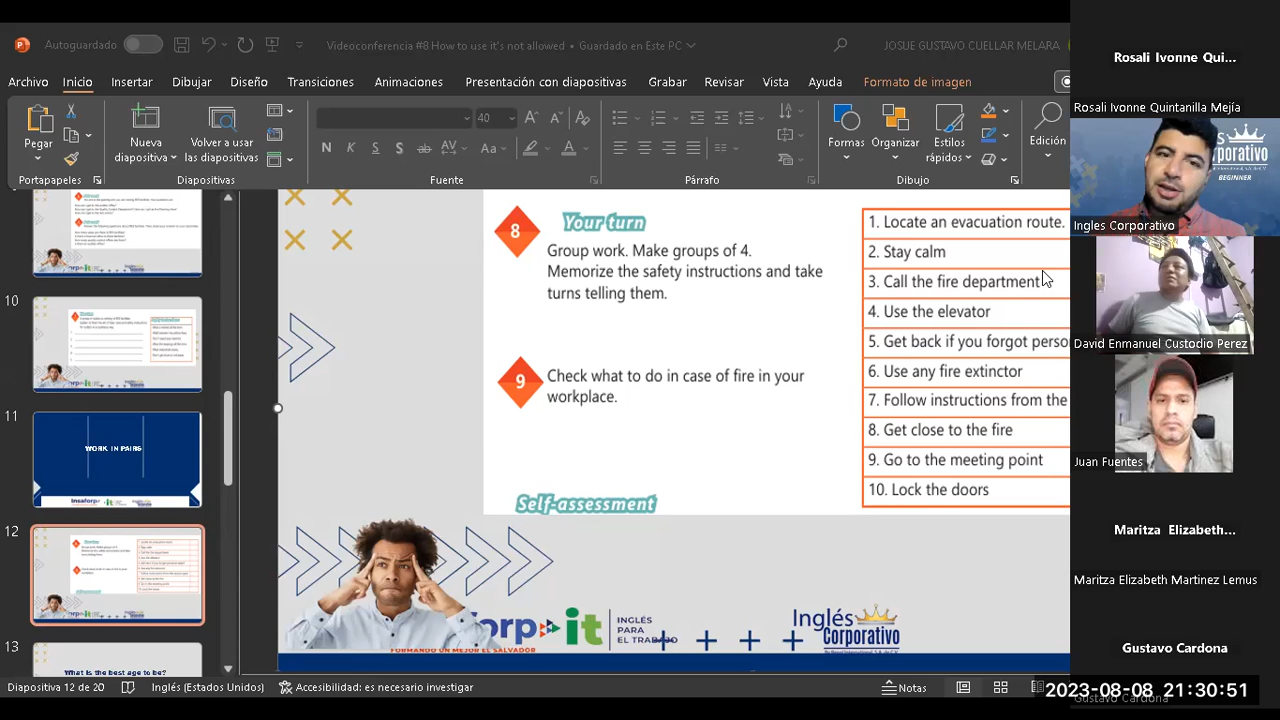 Autoguardado
Videoconferencia #8 How to use it's not allowed • Guardado en Este PC
JOSUE GUSTAVO CUELLAR MELARA
Archivo Inicio Insertar Dibujar Diseño Transiciones Animaciones Presentación con diapositivas Grabar Revisar Vista Ayuda Formato de imagen
Pegar
Nueva diapositiva
Volver a usar las diapositivas
40
Formas
Organizar
Estilos rápidos
Edición
Portapapeles
Diapositivas
Fuente
Párrafo
Dibujo
8
Your turn
Group work. Make groups of 4.
Memorize the safety instructions and take
turns telling them.
9
Check what to do in case of fire in your
workplace.
Self-assessment
1. Locate an evacuation route.
2. Stay calm
3. Call the fire department
4. Use the elevator
5. Get back if you forgot perso
6. Use any fire extinctor
7. Follow instructions from the
8. Get close to the fire
9. Go to the meeting point
10. Lock the doors
10
11
WORK IN PAIRS
12
13
What is the best age to be?
orp it
INGLÉS
PARA
EL TRABAJO
FORMANDO UN MEJOR EL SALVADOR
Inglés
Corporativo
Diapositiva 12 de 20
Inglés (Estados Unidos)
Accesibilidad: es necesario investigar
Notas
Rosali Ivonne Qui...
Rosali Ivonne Quintanilla Mejía
BEGINNER
Ingles Corporativo
David Enmanuel Custodio Perez
Juan Fuentes
Maritza Elizabeth...
Maritza Elizabeth Martinez Lemus
Gustavo Cardona
Gustavo Cardona
2023-08-08 21:30:51